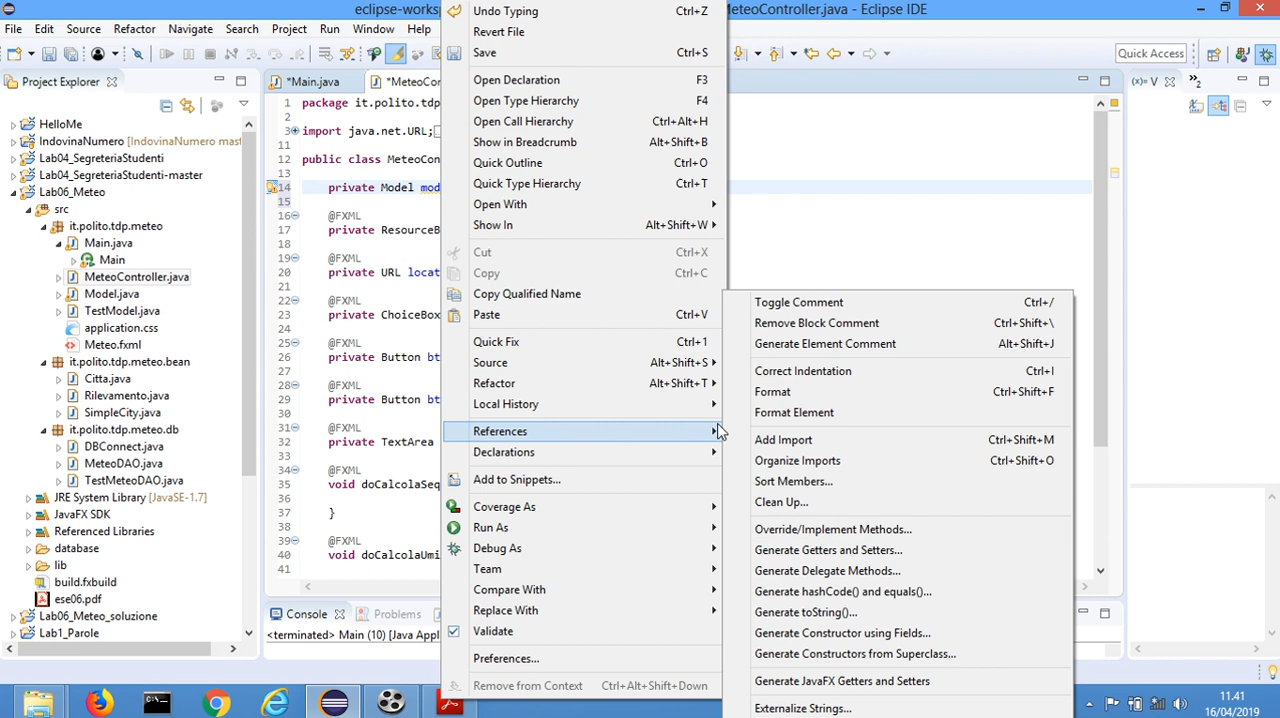 eclipse-worksp
MeteoController.java - Eclipse IDE
File Edit Source Refactor Navigate Search Project Run Window Help
Quick Access
Project Explorer
HelloMe
IndovinaNumero [IndovinaNumero mast
Lab04_SegreteriaStudenti
Lab04_SegreteriaStudenti-master
Lab06_Meteo
src
it.polito.tdp.meteo
Main.java
Main
MeteoController.java
Model.java
TestModel.java
application.css
Meteo.fxml
it.polito.tdp.meteo.bean
Citta.java
Rilevamento.java
SimpleCity.java
it.polito.tdp.meteo.db
DBConnect.java
MeteoDAO.java
TestMeteoDAO.java
JRE System Library [JavaSE-1.7]
JavaFX SDK
Referenced Libraries
database
lib
build.fxbuild
ese06.pdf
Lab06_Meteo_soluzione
Lab1_Parole
*Main.java
*MeteoCon
1 package it.polito.tdp
2
3 import java.net.URL;
11
12 public class MeteoCon
13
14 private Model mod
15
16 @FXML
17 private ResourceB
18
19 @FXML
20 private URL locat
21
22 @FXML
23 private ChoiceBox
24
25 @FXML
26 private Button bt
27
28 @FXML
29 private Button bt
30
31 @FXML
32 private TextArea
33
34 @FXML
35 void doCalcolaSeq
36
37 }
38
39 @FXML
40 void doCalcolaUmi
41
Console
Problems
<terminated> Main (10) [Java Appl
Undo Typing Ctrl+Z
Revert File
Save Ctrl+S
Open Declaration F3
Open Type Hierarchy F4
Open Call Hierarchy Ctrl+Alt+H
Show in Breadcrumb Alt+Shift+B
Quick Outline Ctrl+O
Quick Type Hierarchy Ctrl+T
Open With
Show In Alt+Shift+W
Cut Ctrl+X
Copy Ctrl+C
Copy Qualified Name
Paste Ctrl+V
Quick Fix Ctrl+1
Source Alt+Shift+S
Refactor Alt+Shift+T
Local History
References
Declarations
Add to Snippets...
Coverage As
Run As
Debug As
Team
Compare With
Replace With
Validate
Preferences...
Remove from Context Ctrl+Alt+Shift+Down
Toggle Comment Ctrl+/
Remove Block Comment Ctrl+Shift+\
Generate Element Comment Alt+Shift+J
Correct Indentation Ctrl+I
Format Ctrl+Shift+F
Format Element
Add Import Ctrl+Shift+M
Organize Imports Ctrl+Shift+O
Sort Members...
Clean Up...
Override/Implement Methods...
Generate Getters and Setters...
Generate Delegate Methods...
Generate hashCode() and equals()...
Generate toString()...
Generate Constructor using Fields...
Generate Constructors from Superclass...
Generate JavaFX Getters and Setters
Externalize Strings...
(x)= V
2
11.41
16/04/2019